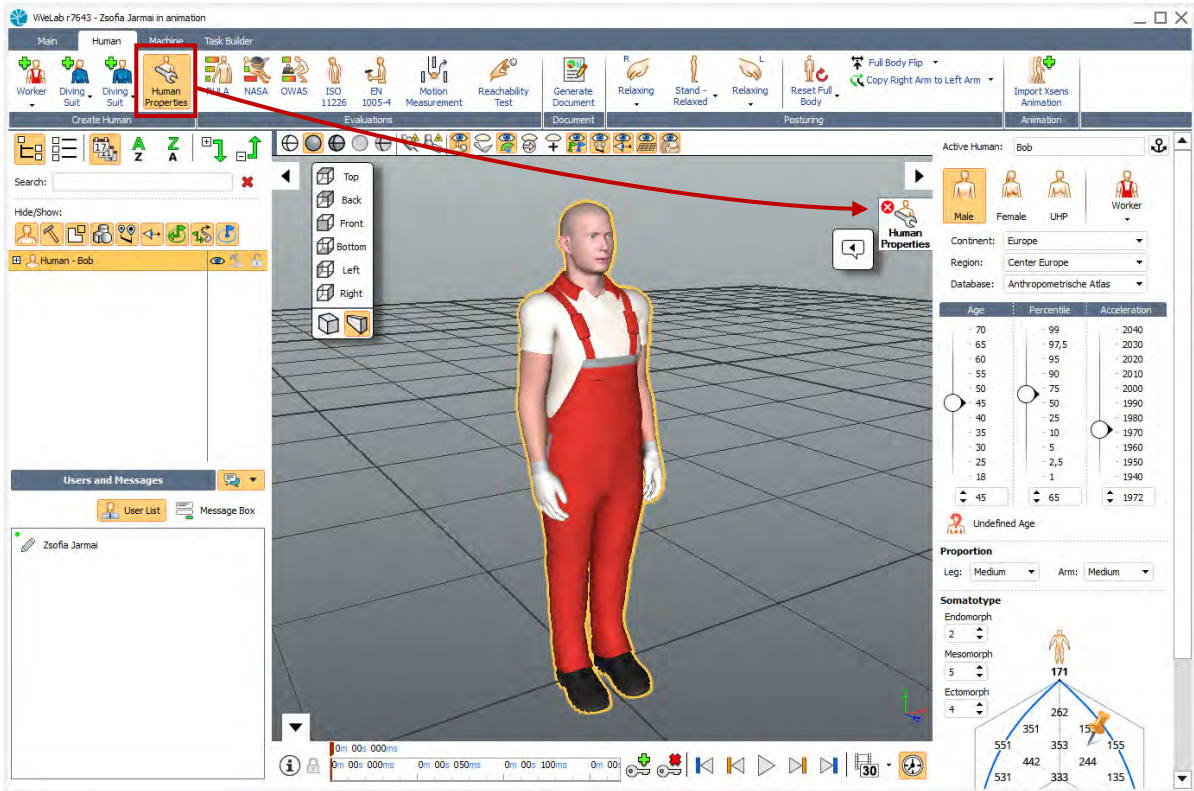 ViVeLab r7643 - Zsofia Jarmai in animation
Main Human Machine Task Builder
Worker
Diving Suit
Diving Suit
Human Properties
RULA
NASA
OWAS
ISO 11226
EN 1005-4
Motion Measurement
Reachability Test
Generate Document
R
Relaxing
Stand - Relaxed
L
Relaxing
Reset Full Body
Full Body Flip
Copy Right Arm to Left Arm
Import Xsens Animation
Create Human Evaluations Document Posturing Animation
17
A Z
Z A
Search:
Hide/Show:
Human - Bob
Users and Messages
User List Message Box
Zsofia Jarmai
Top
Back
Front
Bottom
Left
Right
Human Properties
0m 00s 000ms
0m 00s 000ms 0m 00s 050ms 0m 00s 100ms 0m 00s
30
Active Human: Bob
Male Female UHP Worker
Continent: Europe
Region: Center Europe
Database: Anthropometrische Atlas
Age Percentile Acceleration
70 99 2040
65 97,5 2030
60 95 2020
55 90 2010
50 75 2000
45 50 1990
40 25 1980
35 10 1970
30 5 1960
25 2,5 1950
18 1 1940
45 65 1972
Undefined Age
Proportion
Leg: Medium Arm: Medium
Somatotype
Endomorph
2
Mesomorph
5
Ectomorph
4
171
262
351
551 353 155
442 244
531 333 135